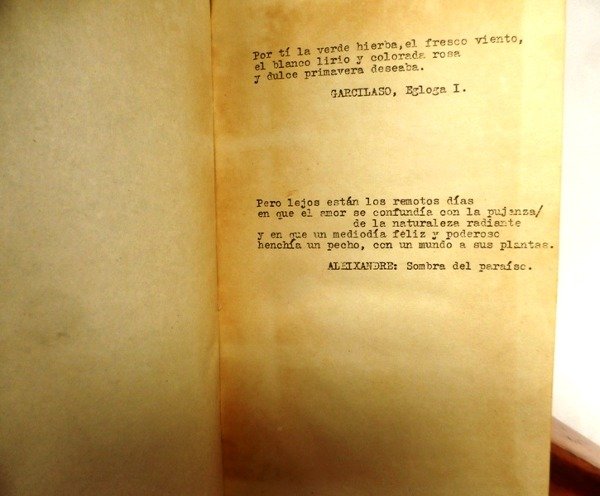 Por tí la verde hierba, el fresco viento,
el blanco lirio y colorada rosa
y dulce primavera deseaba.
GARCILASO, Egloga I.
Pero lejos están los remotos días
en que el amor se confundía con la pujanza/
de la naturaleza radiante
y en que un mediodía feliz y poderoso
henchía un pecho, con un mundo a sus plantas.
ALEIXANDRE: Sombra del paraíso.